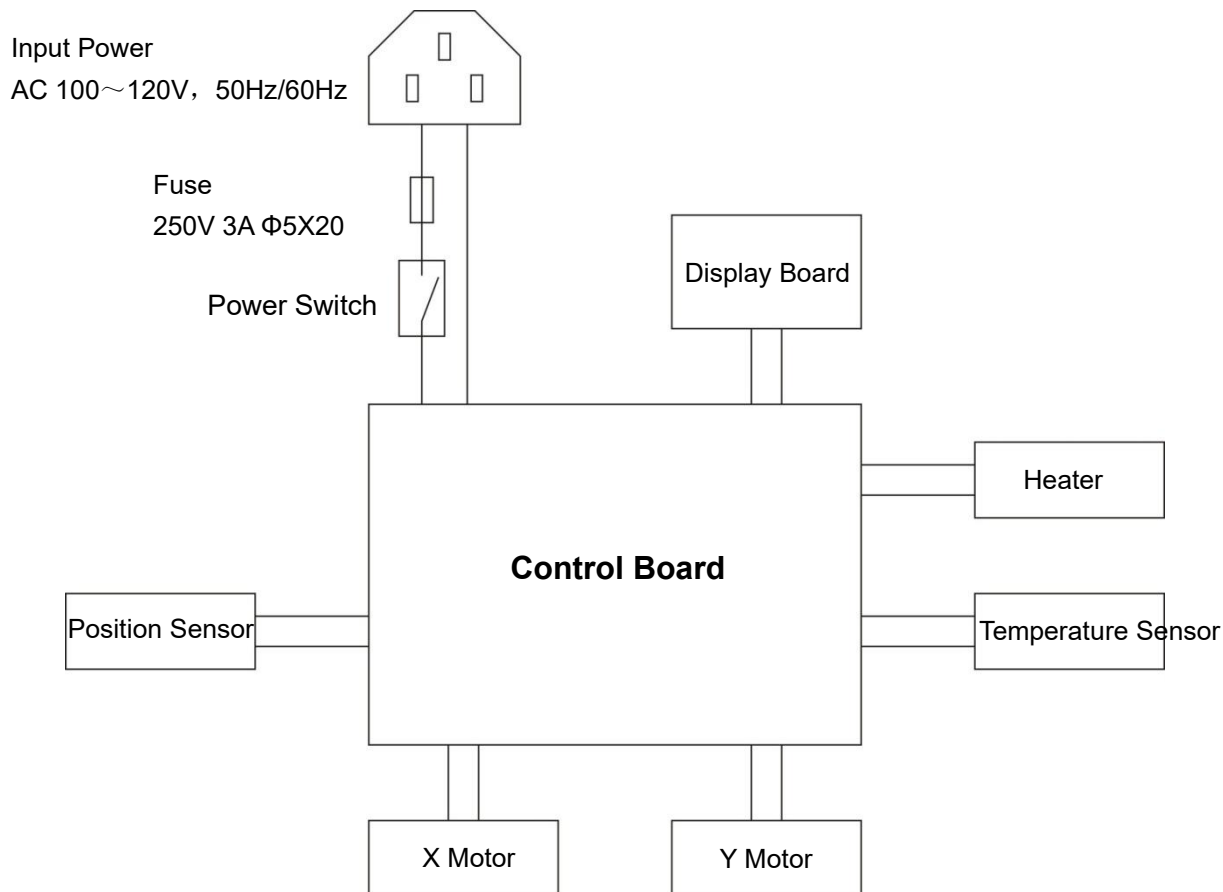 Input Power
AC 100～120V，50Hz/60Hz
Fuse
250V 3A Φ5X20
Power Switch
Display Board
Heater
Control Board
Position Sensor
Temperature Sensor
X Motor
Y Motor